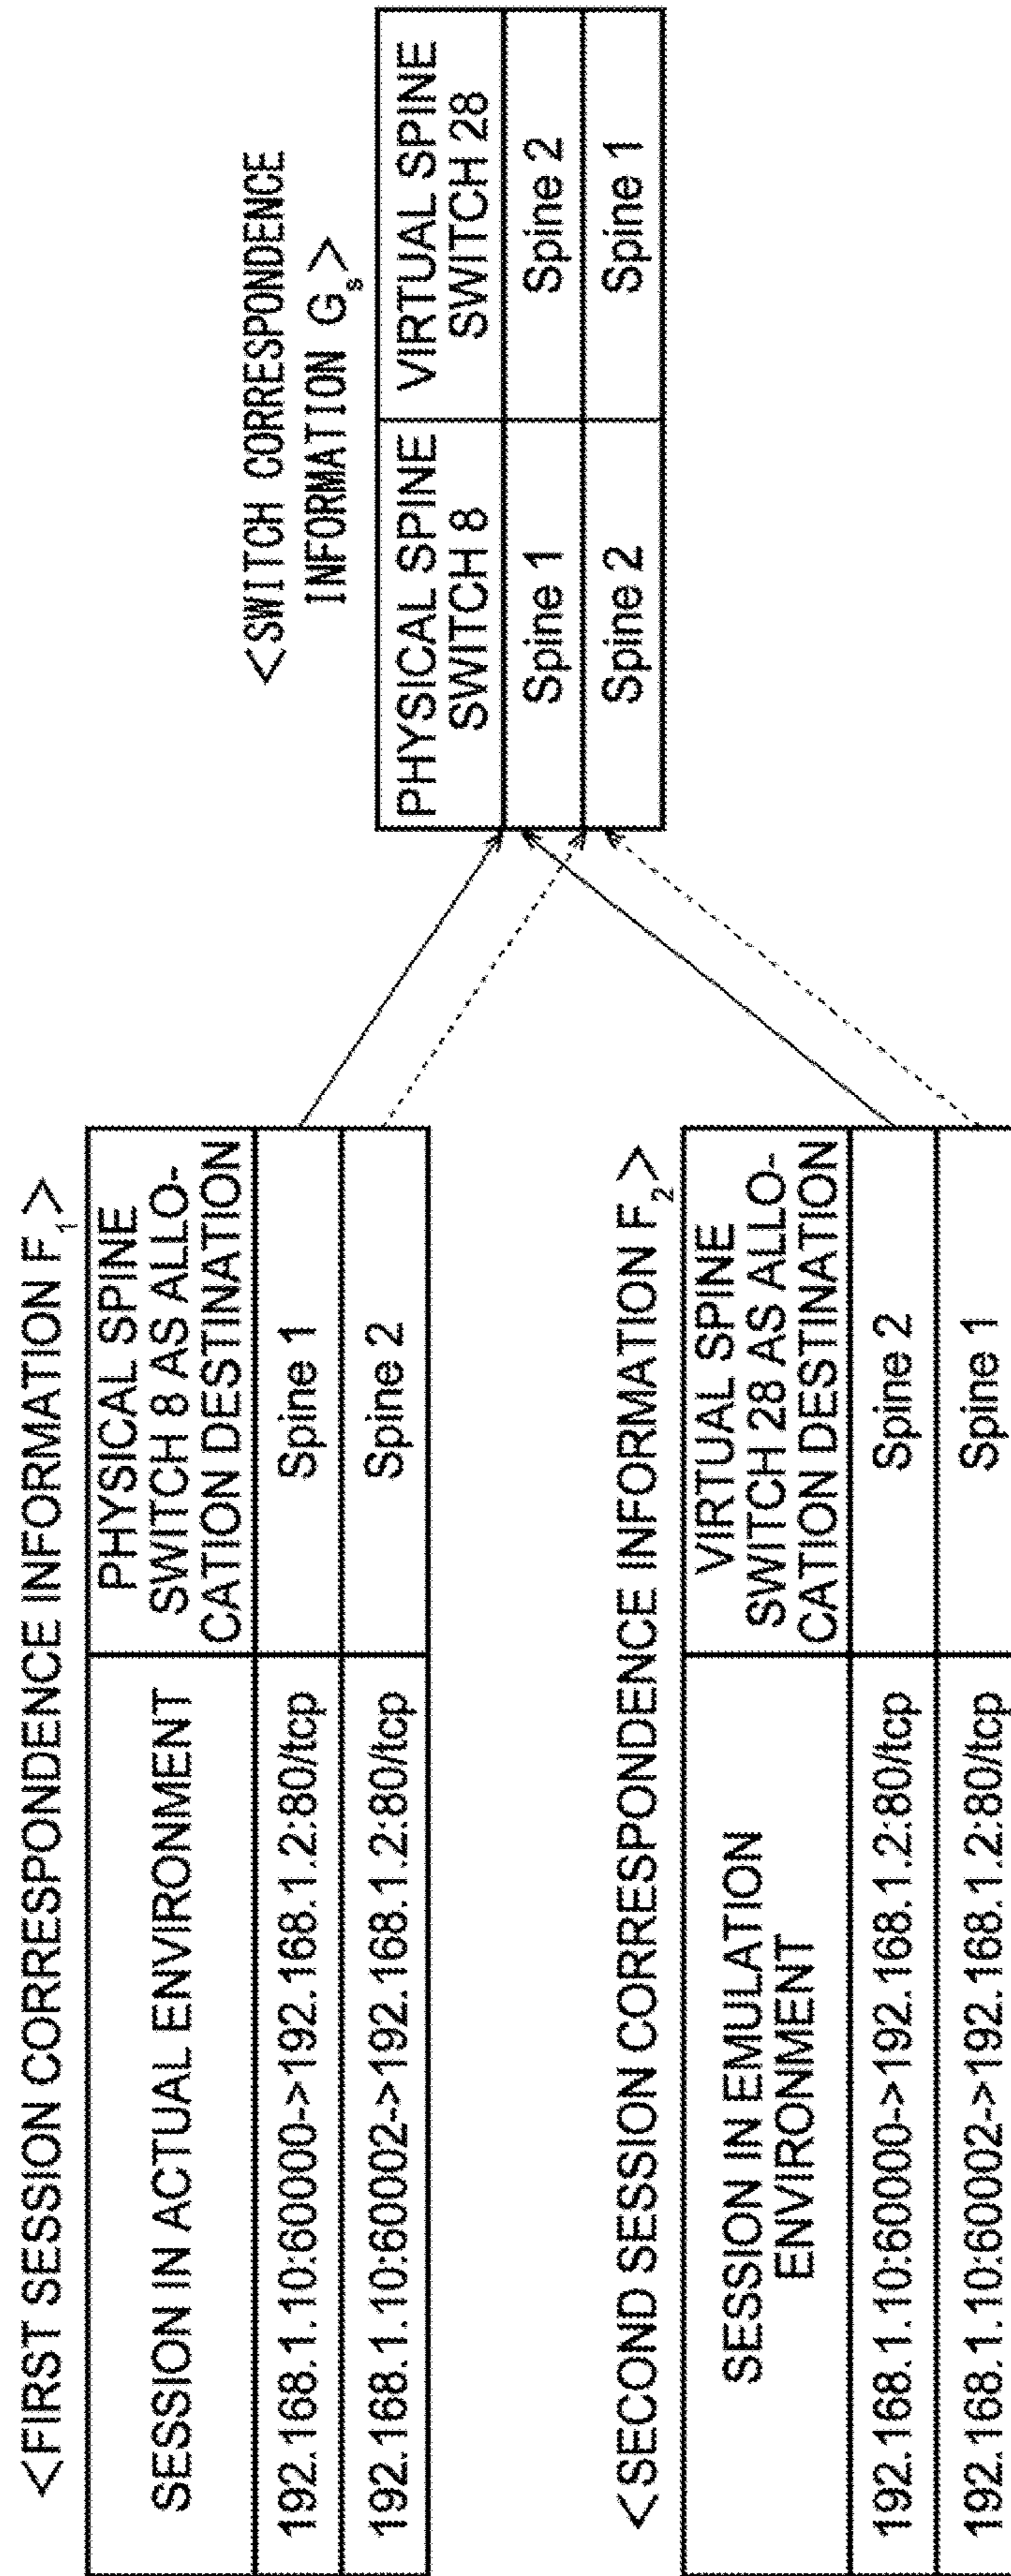 <FIRST SESSION CORRESPONDENCE INFORMATION F1>
SESSION IN ACTUAL ENVIRONMENT
PHYSICAL SPINE
SWITCH 8 AS ALLO-
CATION DESTINATION
192.168.1.10:60000->192.168.1.2:80/tcp
Spine 1
192.168.1.10:60002->192.168.1.2:80/tcp
Spine 2
<SECOND SESSION CORRESPONDENCE INFORMATION F2>
SESSION IN EMULATION
ENVIRONMENT
VIRTUAL SPINE
SWITCH 28 AS ALLO-
CATION DESTINATION
192.168.1.10:60000->192.168.1.2:80/tcp
Spine 2
192.168.1.10:60002->192.168.1.2:80/tcp
Spine 1
<SWITCH CORRESPONDENCE
INFORMATION Gs>
PHYSICAL SPINE
SWITCH 8
VIRTUAL SPINE
SWITCH 28
Spine 1
Spine 2
Spine 2
Spine 1